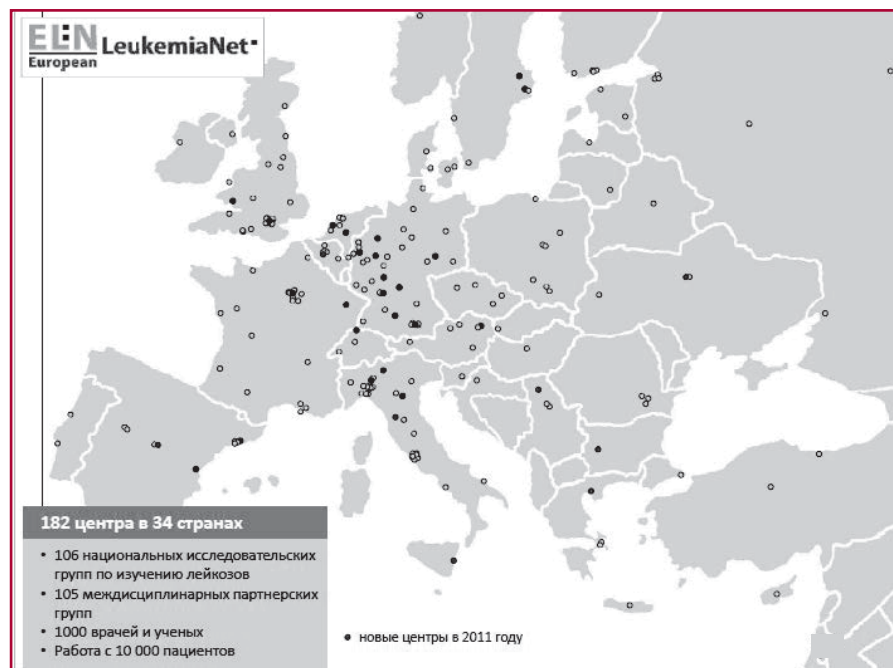 ELN LeukemiaNet
European
182 центра в 34 странах
• 106 национальных исследовательских
групп по изучению лейкозов
• 105 междисциплинарных партнерских
групп
• 1000 врачей и ученых
• Работа с 10 000 пациентов
• новые центры в 2011 году